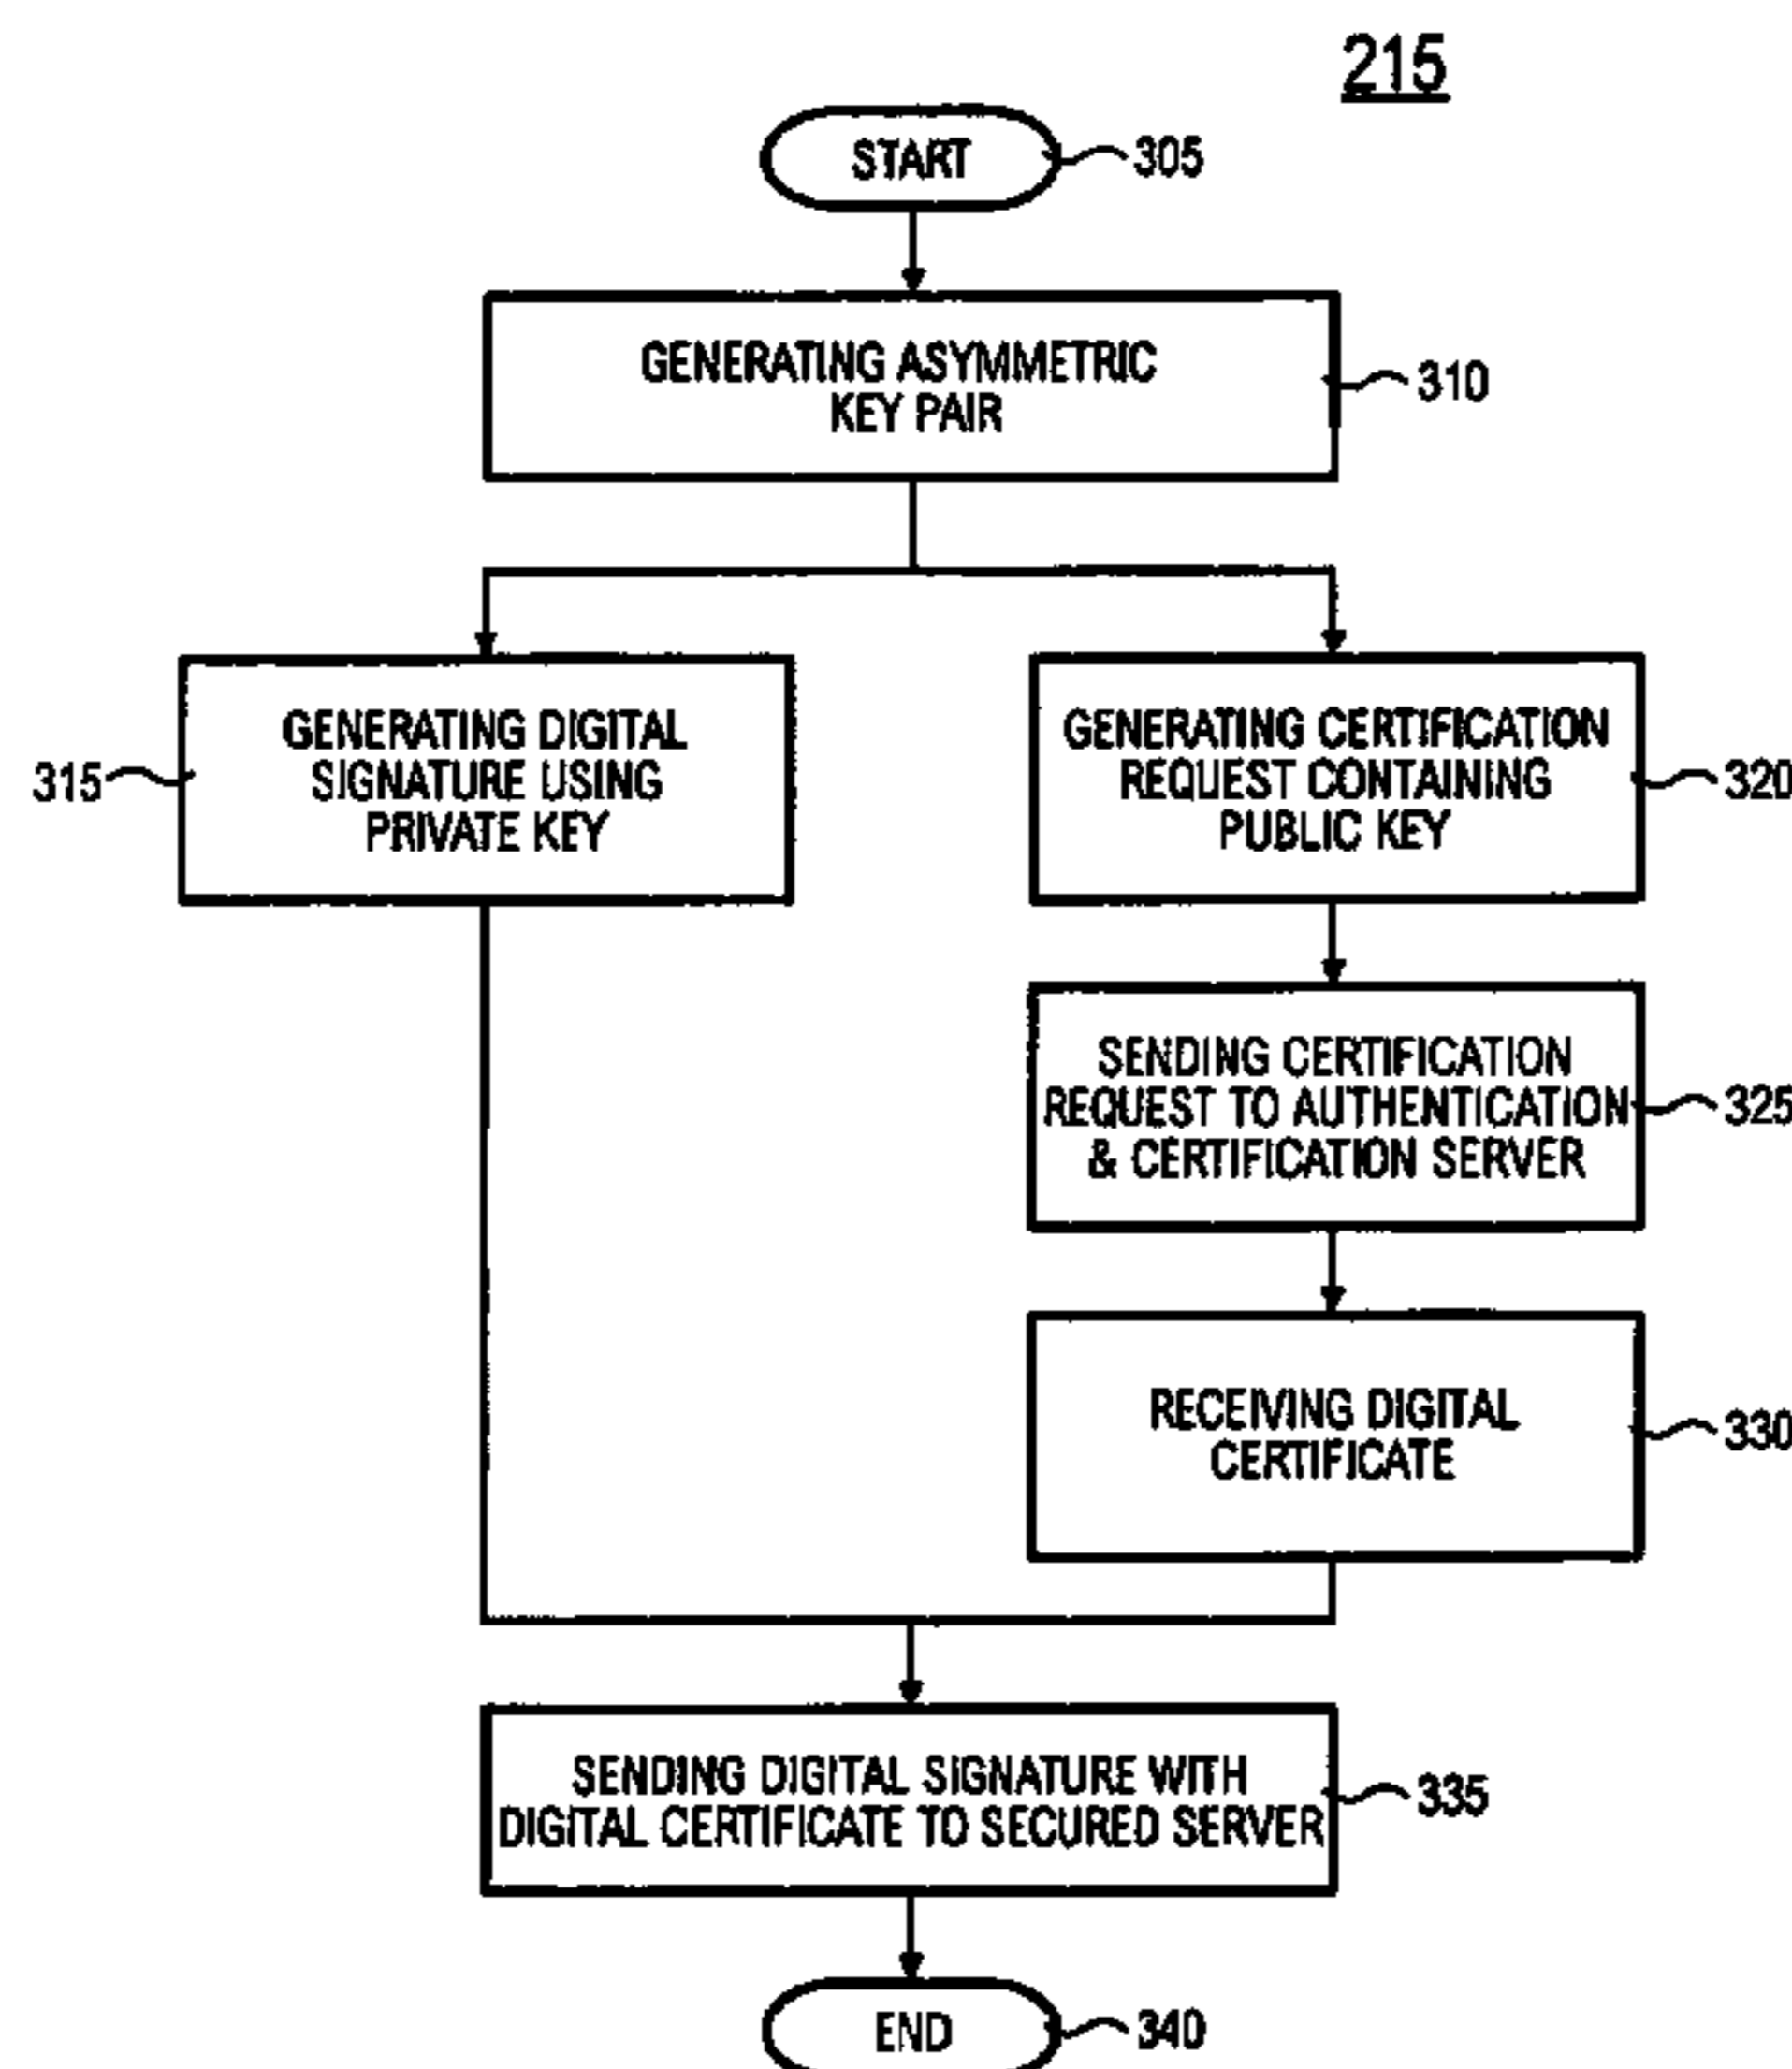 215
START
305
GENERATING ASYMMETRIC
KEY PAIR
310
GENERATING DIGITAL
SIGNATURE USING
PRIVATE KEY
315
GENERATING CERTIFICATION
REQUEST CONTAINING
PUBLIC KEY
320
SENDING CERTIFICATION
REQUEST TO AUTHENTICATION
& CERTIFICATION SERVER
325
RECEIVING DIGITAL
CERTIFICATE
330
SENDING DIGITAL SIGNATURE WITH
DIGITAL CERTIFICATE TO SECURED SERVER
335
END
340